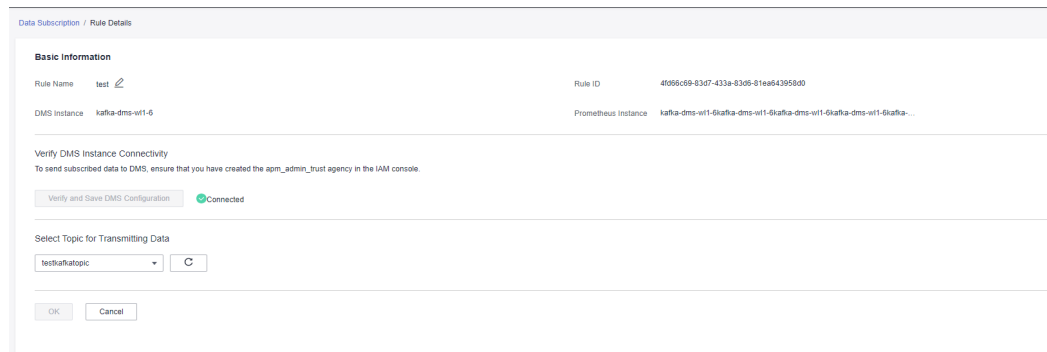 Data Subscription / Rule Details
Basic Information
Rule Name test
Rule ID 4fd66c69-83d7-433a-83d6-81ea643958d0
DMS Instance kafka-dms-wl1-6
Prometheus Instance kafka-dms-wl1-6kafka-dms-wl1-6kafka-dms-wl1-6kafka-dms-wl1-6kafka-...
Verify DMS Instance Connectivity
To send subscribed data to DMS, ensure that you have created the apm_admin_trust agency in the IAM console.
Verify and Save DMS Configuration Connected
Select Topic for Transmitting Data
testkafkatopic
OK Cancel